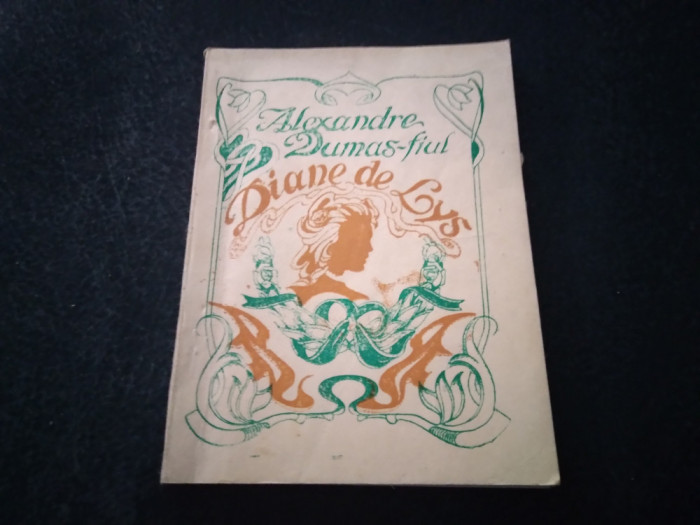 Alexandre
Dumas-fiul
Diane de Lys